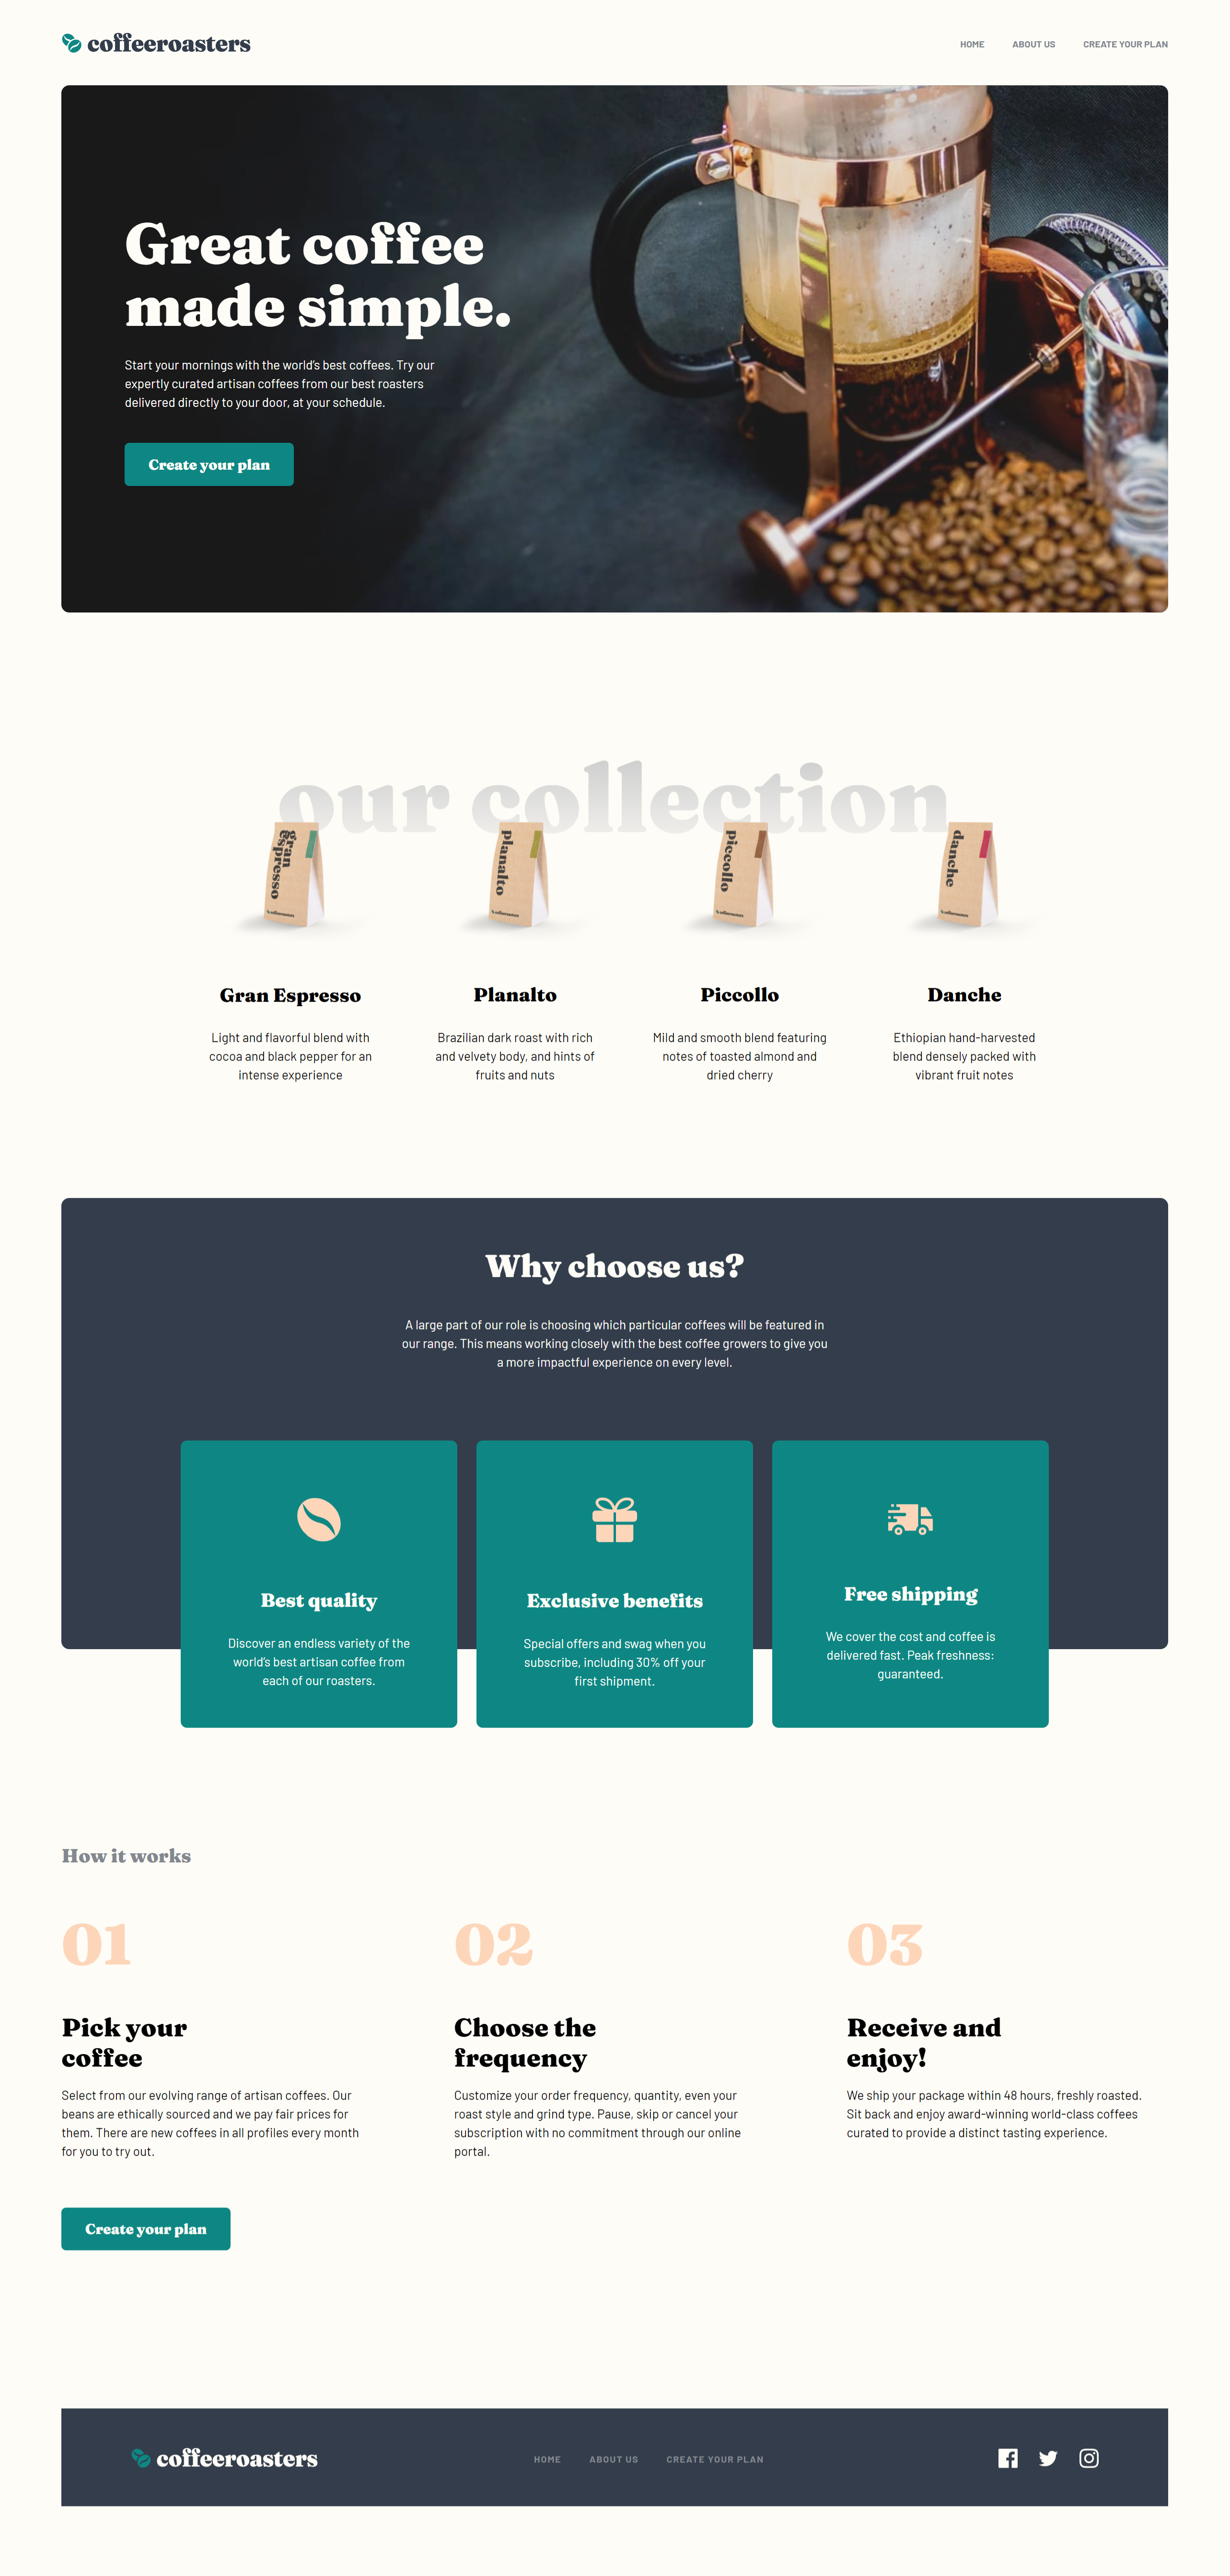 coffeeroasters
HOME ABOUT US CREATE YOUR PLAN
Great coffee
made simple.
Start your mornings with the world's best coffees. Try our
expertly curated artisan coffees from our best roasters
delivered directly to your door, at your schedule.
Create your plan
our collection
gran
espresso
coffeeroasters
planalto
coffeeroasters
piccollo
coffeeroasters
danche
coffeeroasters
Gran Espresso
Light and flavorful blend with
cocoa and black pepper for an
intense experience
Planalto
Brazilian dark roast with rich
and velvety body, and hints of
fruits and nuts
Piccollo
Mild and smooth blend featuring
notes of toasted almond and
dried cherry
Danche
Ethiopian hand-harvested
blend densely packed with
vibrant fruit notes
Why choose us?
A large part of our role is choosing which particular coffees will be featured in
our range. This means working closely with the best coffee growers to give you
a more impactful experience on every level.
Best quality
Discover an endless variety of the
world's best artisan coffee from
each of our roasters.
Exclusive benefits
Special offers and swag when you
subscribe, including 30% off your
first shipment.
Free shipping
We cover the cost and coffee is
delivered fast. Peak freshness:
guaranteed.
How it works
01
Pick your
coffee
Select from our evolving range of artisan coffees. Our
beans are ethically sourced and we pay fair prices for
them. There are new coffees in all profiles every month
for you to try out.
02
Choose the
frequency
Customize your order frequency, quantity, even your
roast style and grind type. Pause, skip or cancel your
subscription with no commitment through our online
portal.
03
Receive and
enjoy!
We ship your package within 48 hours, freshly roasted.
Sit back and enjoy award-winning world-class coffees
curated to provide a distinct tasting experience.
Create your plan
coffeeroasters
HOME ABOUT US CREATE YOUR PLAN